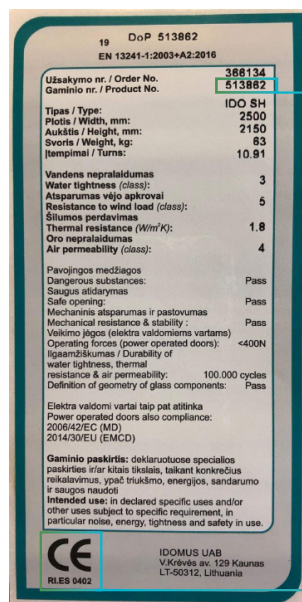 19 DoP 513862
EN 13241-1:2003+A2:2016
Užsakymo nr. / Order No. 366134
Gaminio nr. / Product No. 513862
Tipas / Type: IDO SH
Plotis / Width, mm: 2500
Aukštis / Height, mm: 2150
Svoris / Weight, kg: 63
Įtempimai / Turns: 10.91
Vandens nepralaidumas
Water tightness (class): 3
Atsparumas vėjo apkrovai
Resistance to wind load (class): 5
Šilumos perdavimas
Thermal resistance (W/m²K): 1.8
Oro nepralaidumas
Air permeability (class): 4
Pavojingos medžiagos
Dangerous substances: Pass
Saugus atidarymas
Safe opening: Pass
Mechaninis atsparumas ir pastovumas
Mechanical resistance & stability : Pass
Veikimo jėgos (elektra valdomiems vartams)
Operating forces (power operated doors): <400N
Ilgaamžiškumas / Durability of
water tightness, thermal
resistance & air permeability: 100.000 cycles
Definition of geometry of glass components: Pass
Elektra valdomi vartai taip pat atitinka
Power operated doors also compliance:
2006/42/EC (MD)
2014/30/EU (EMCD)
Gaminio paskirtis: deklaruotuose specialios
paskirties ir/ar kitais tikslais, taikant konkrečius
reikalavimus, ypač triukšmo, energijos, sandarumo
ir saugos naudoti
Intended use: in declared specific uses and/or
other uses subject to specific requirement, in
particular noise, energy, tightness and safety in use.
CE
RI.ES 0402
IDOMUS UAB
V.Krėvės av. 129 Kaunas
LT-50312, Lithuania